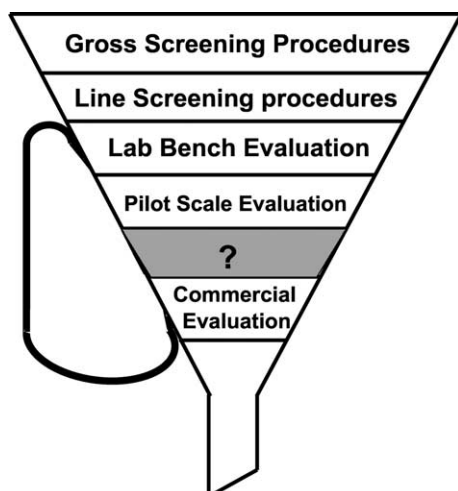 Gross Screening Procedures
Line Screening procedures
Lab Bench Evaluation
Pilot Scale Evaluation
?
Commercial
Evaluation